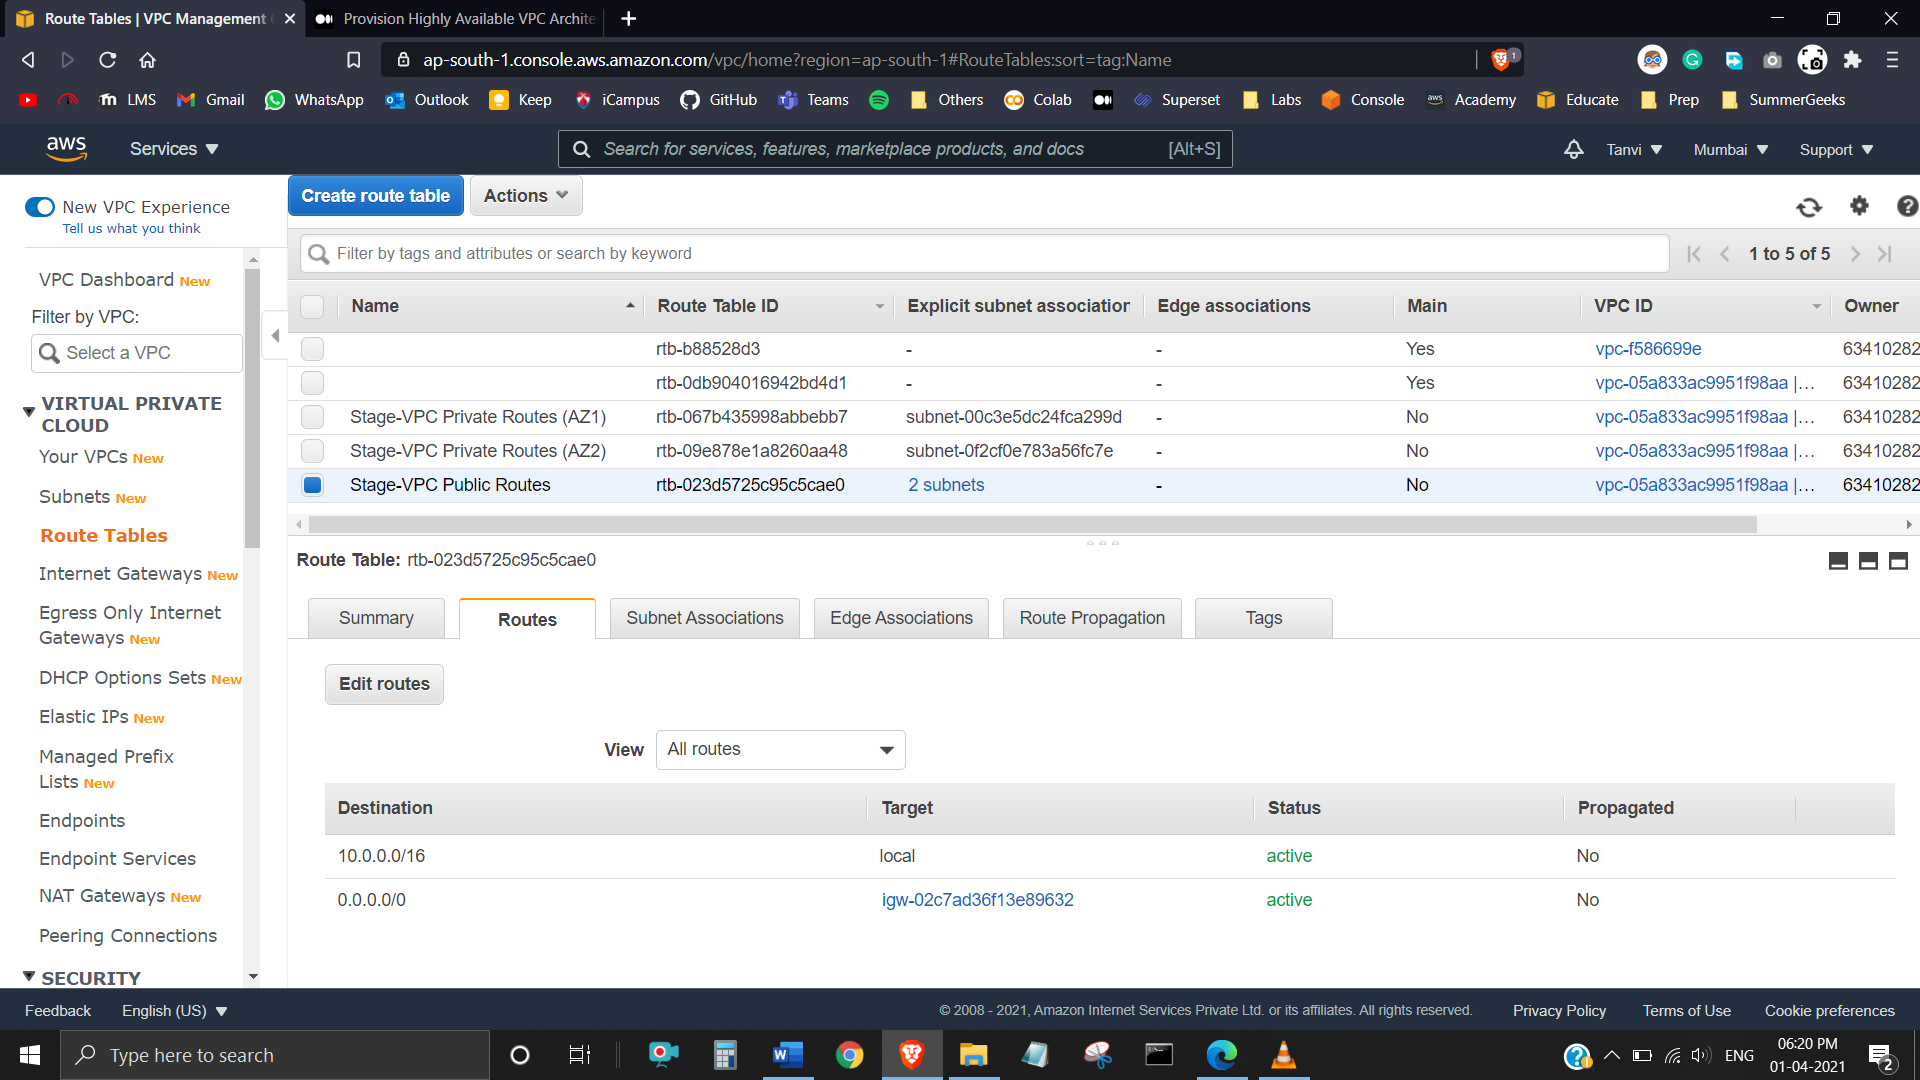 Route Tables | VPC Management
Provision Highly Available VPC Archite
ap-south-1.console.aws.amazon.com/vpc/home?region=ap-south-1#RouteTables:sort=tag:Name
1
LMS
Gmail
WhatsApp
Outlook
Keep
iCampus
GitHub
Teams
Others
Colab
Superset
Labs
Console
aws
Academy
Educate
Prep
SummerGeeks
aws
Services
Search for services, features, marketplace products, and docs
[Alt+S]
Tanvi
Mumbai
Support
New VPC Experience
Tell us what you think
VPC Dashboard New
Filter by VPC:
Select a VPC
VIRTUAL PRIVATE
CLOUD
Your VPCs New
Subnets New
Route Tables
Internet Gateways New
Egress Only Internet
Gateways New
DHCP Options Sets New
Elastic IPs New
Managed Prefix
Lists New
Endpoints
Endpoint Services
NAT Gateways New
Peering Connections
SECURITY
Create route table
Actions
Filter by tags and attributes or search by keyword
1 to 5 of 5
Name Route Table ID Explicit subnet association Edge associations Main VPC ID Owner
rtb-b88528d3 - - Yes vpc-f586699e 63410282
rtb-0db904016942bd4d1 - - Yes vpc-05a833ac9951f98aa |... 63410282
Stage-VPC Private Routes (AZ1) rtb-067b435998abbebb7 subnet-00c3e5dc24fca299d - No vpc-05a833ac9951f98aa |... 63410282
Stage-VPC Private Routes (AZ2) rtb-09e878e1a8260aa48 subnet-0f2cf0e783a56fc7e - No vpc-05a833ac9951f98aa |... 63410282
Stage-VPC Public Routes rtb-023d5725c95c5cae0 2 subnets - No vpc-05a833ac9951f98aa |... 63410282
Route Table: rtb-023d5725c95c5cae0
Summary
Routes
Subnet Associations
Edge Associations
Route Propagation
Tags
Edit routes
View All routes
Destination Target Status Propagated
10.0.0.0/16 local active No
0.0.0.0/0 igw-02c7ad36f13e89632 active No
Feedback
English (US)
© 2008 - 2021, Amazon Internet Services Private Ltd. or its affiliates. All rights reserved.
Privacy Policy
Terms of Use
Cookie preferences
Type here to search
ENG
06:20 PM
01-04-2021
2